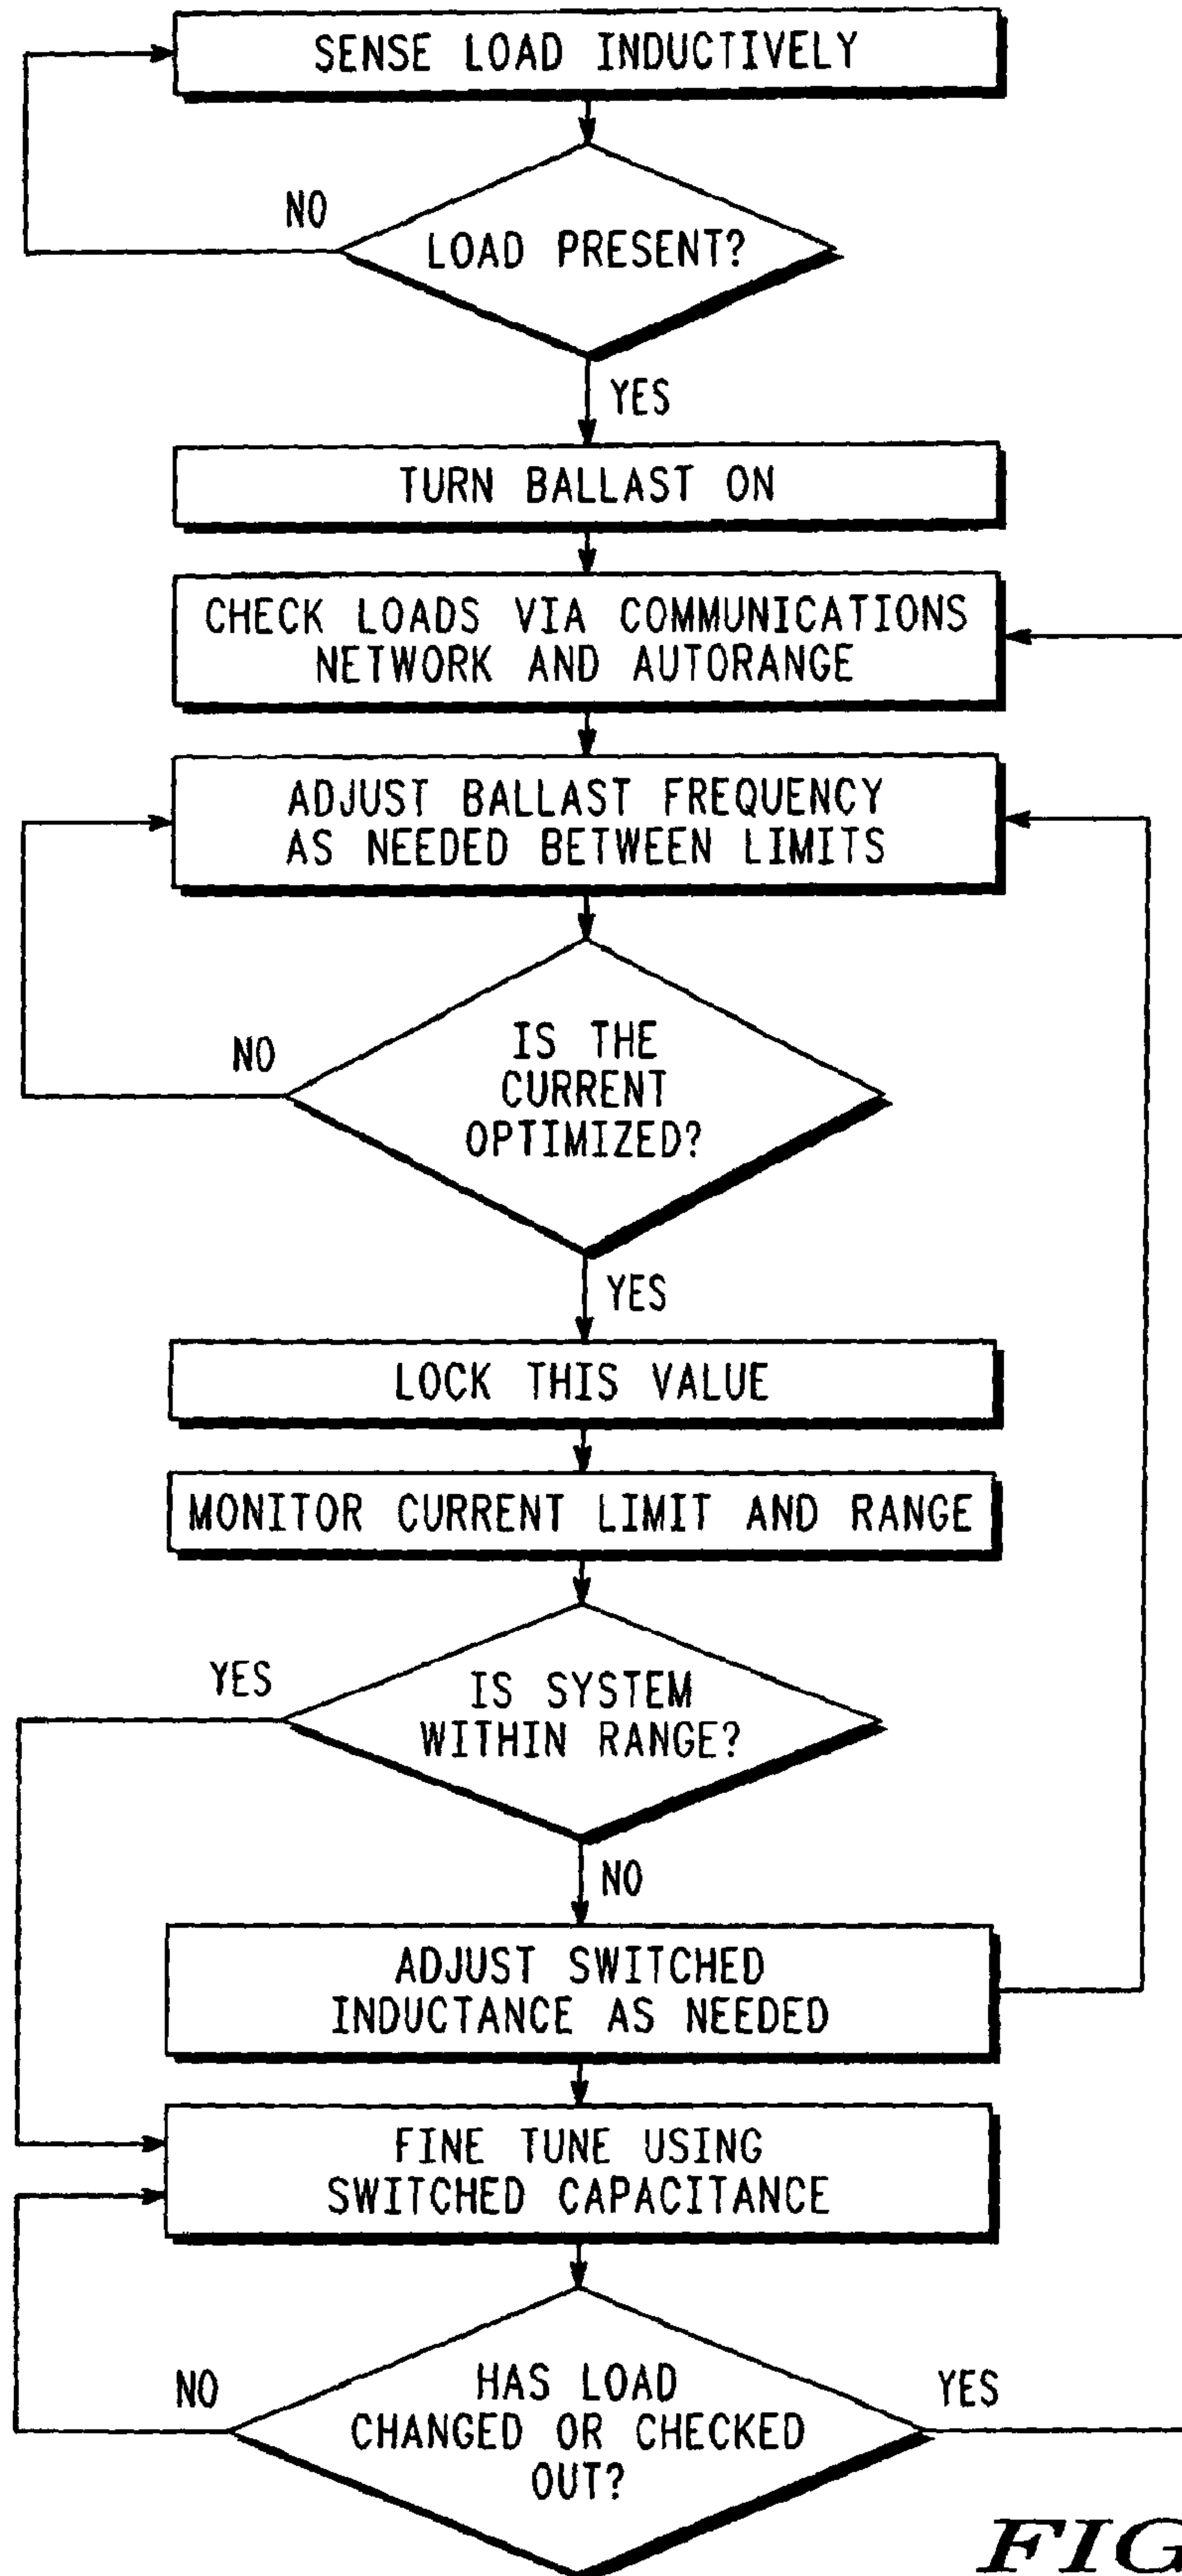 SENSE LOAD INDUCTIVELY
NO
LOAD PRESENT?
YES
TURN BALLAST ON
CHECK LOADS VIA COMMUNICATIONS
NETWORK AND AUTORANGE
ADJUST BALLAST FREQUENCY
AS NEEDED BETWEEN LIMITS
NO
IS THE
CURRENT
OPTIMIZED?
YES
LOCK THIS VALUE
MONITOR CURRENT LIMIT AND RANGE
YES
IS SYSTEM
WITHIN RANGE?
NO
ADJUST SWITCHED
INDUCTANCE AS NEEDED
FINE TUNE USING
SWITCHED CAPACITANCE
NO
HAS LOAD
CHANGED OR CHECKED
OUT?
YES
FIG